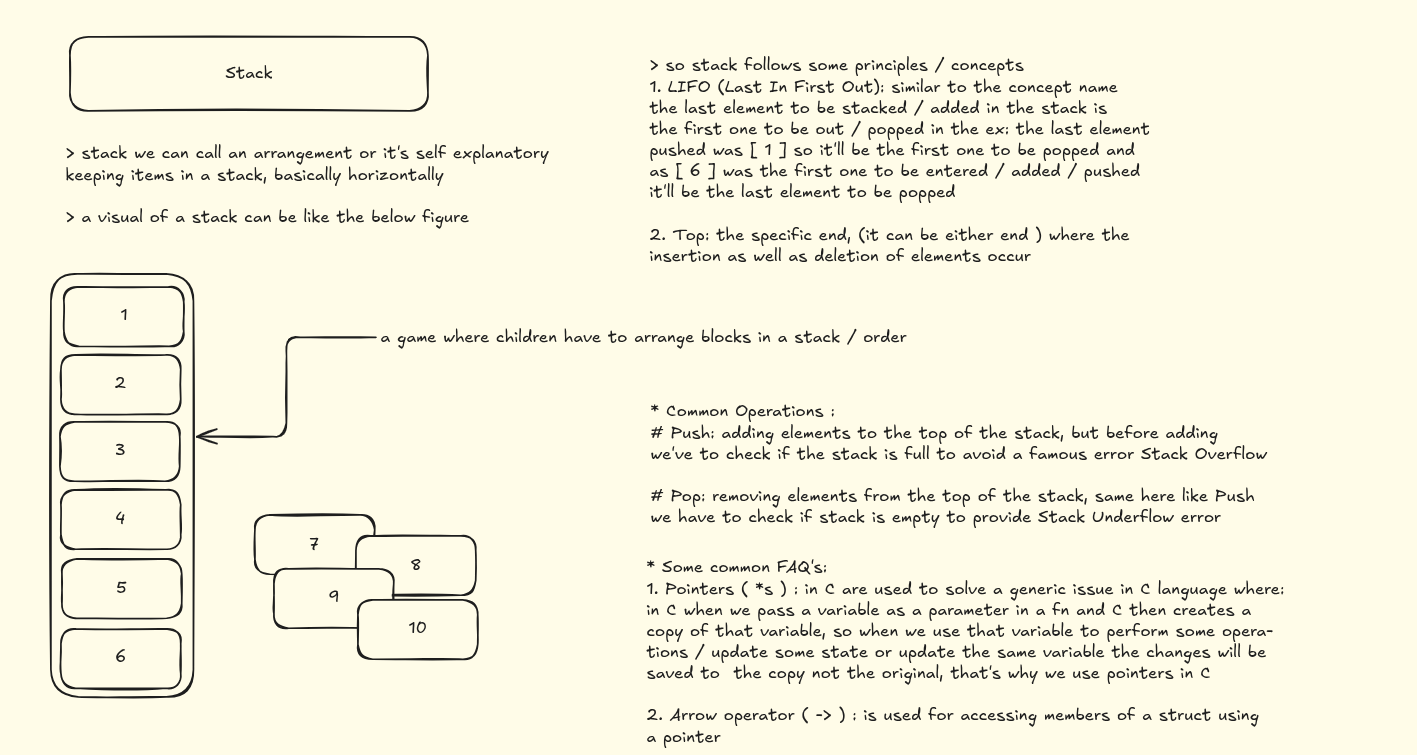 Stack
> stack we can call an arrangement or it's self explanatory
keeping items in a stack, basically horizontally
> a visual of a stack can be like the below figure
1
2
3
4
5
6
7
8
9
10
a game where children have to arrange blocks in a stack / order
> so stack follows some principles / concepts
1. LIFO (Last In First Out): similar to the concept name
the last element to be stacked / added in the stack is
the first one to be out / popped in the ex: the last element
pushed was [ 1 ] so it'll be the first one to be popped and
as [ 6 ] was the first one to be entered / added / pushed
it'll be the last element to be popped
2. Top: the specific end, (it can be either end ) where the
insertion as well as deletion of elements occur
* Common Operations :
# Push: adding elements to the top of the stack, but before adding
we've to check if the stack is full to avoid a famous error Stack Overflow
# Pop: removing elements from the top of the stack, same here like Push
we have to check if stack is empty to provide Stack Underflow error
* Some common FAQ's:
1. Pointers ( *s ) : in C are used to solve a generic issue in C language where:
in C when we pass a variable as a parameter in a fn and C then creates a
copy of that variable, so when we use that variable to perform some opera-
tions / update some state or update the same variable the changes will be
saved to  the copy not the original, that's why we use pointers in C
2. Arrow operator ( -> ) : is used for accessing members of a struct using
a pointer